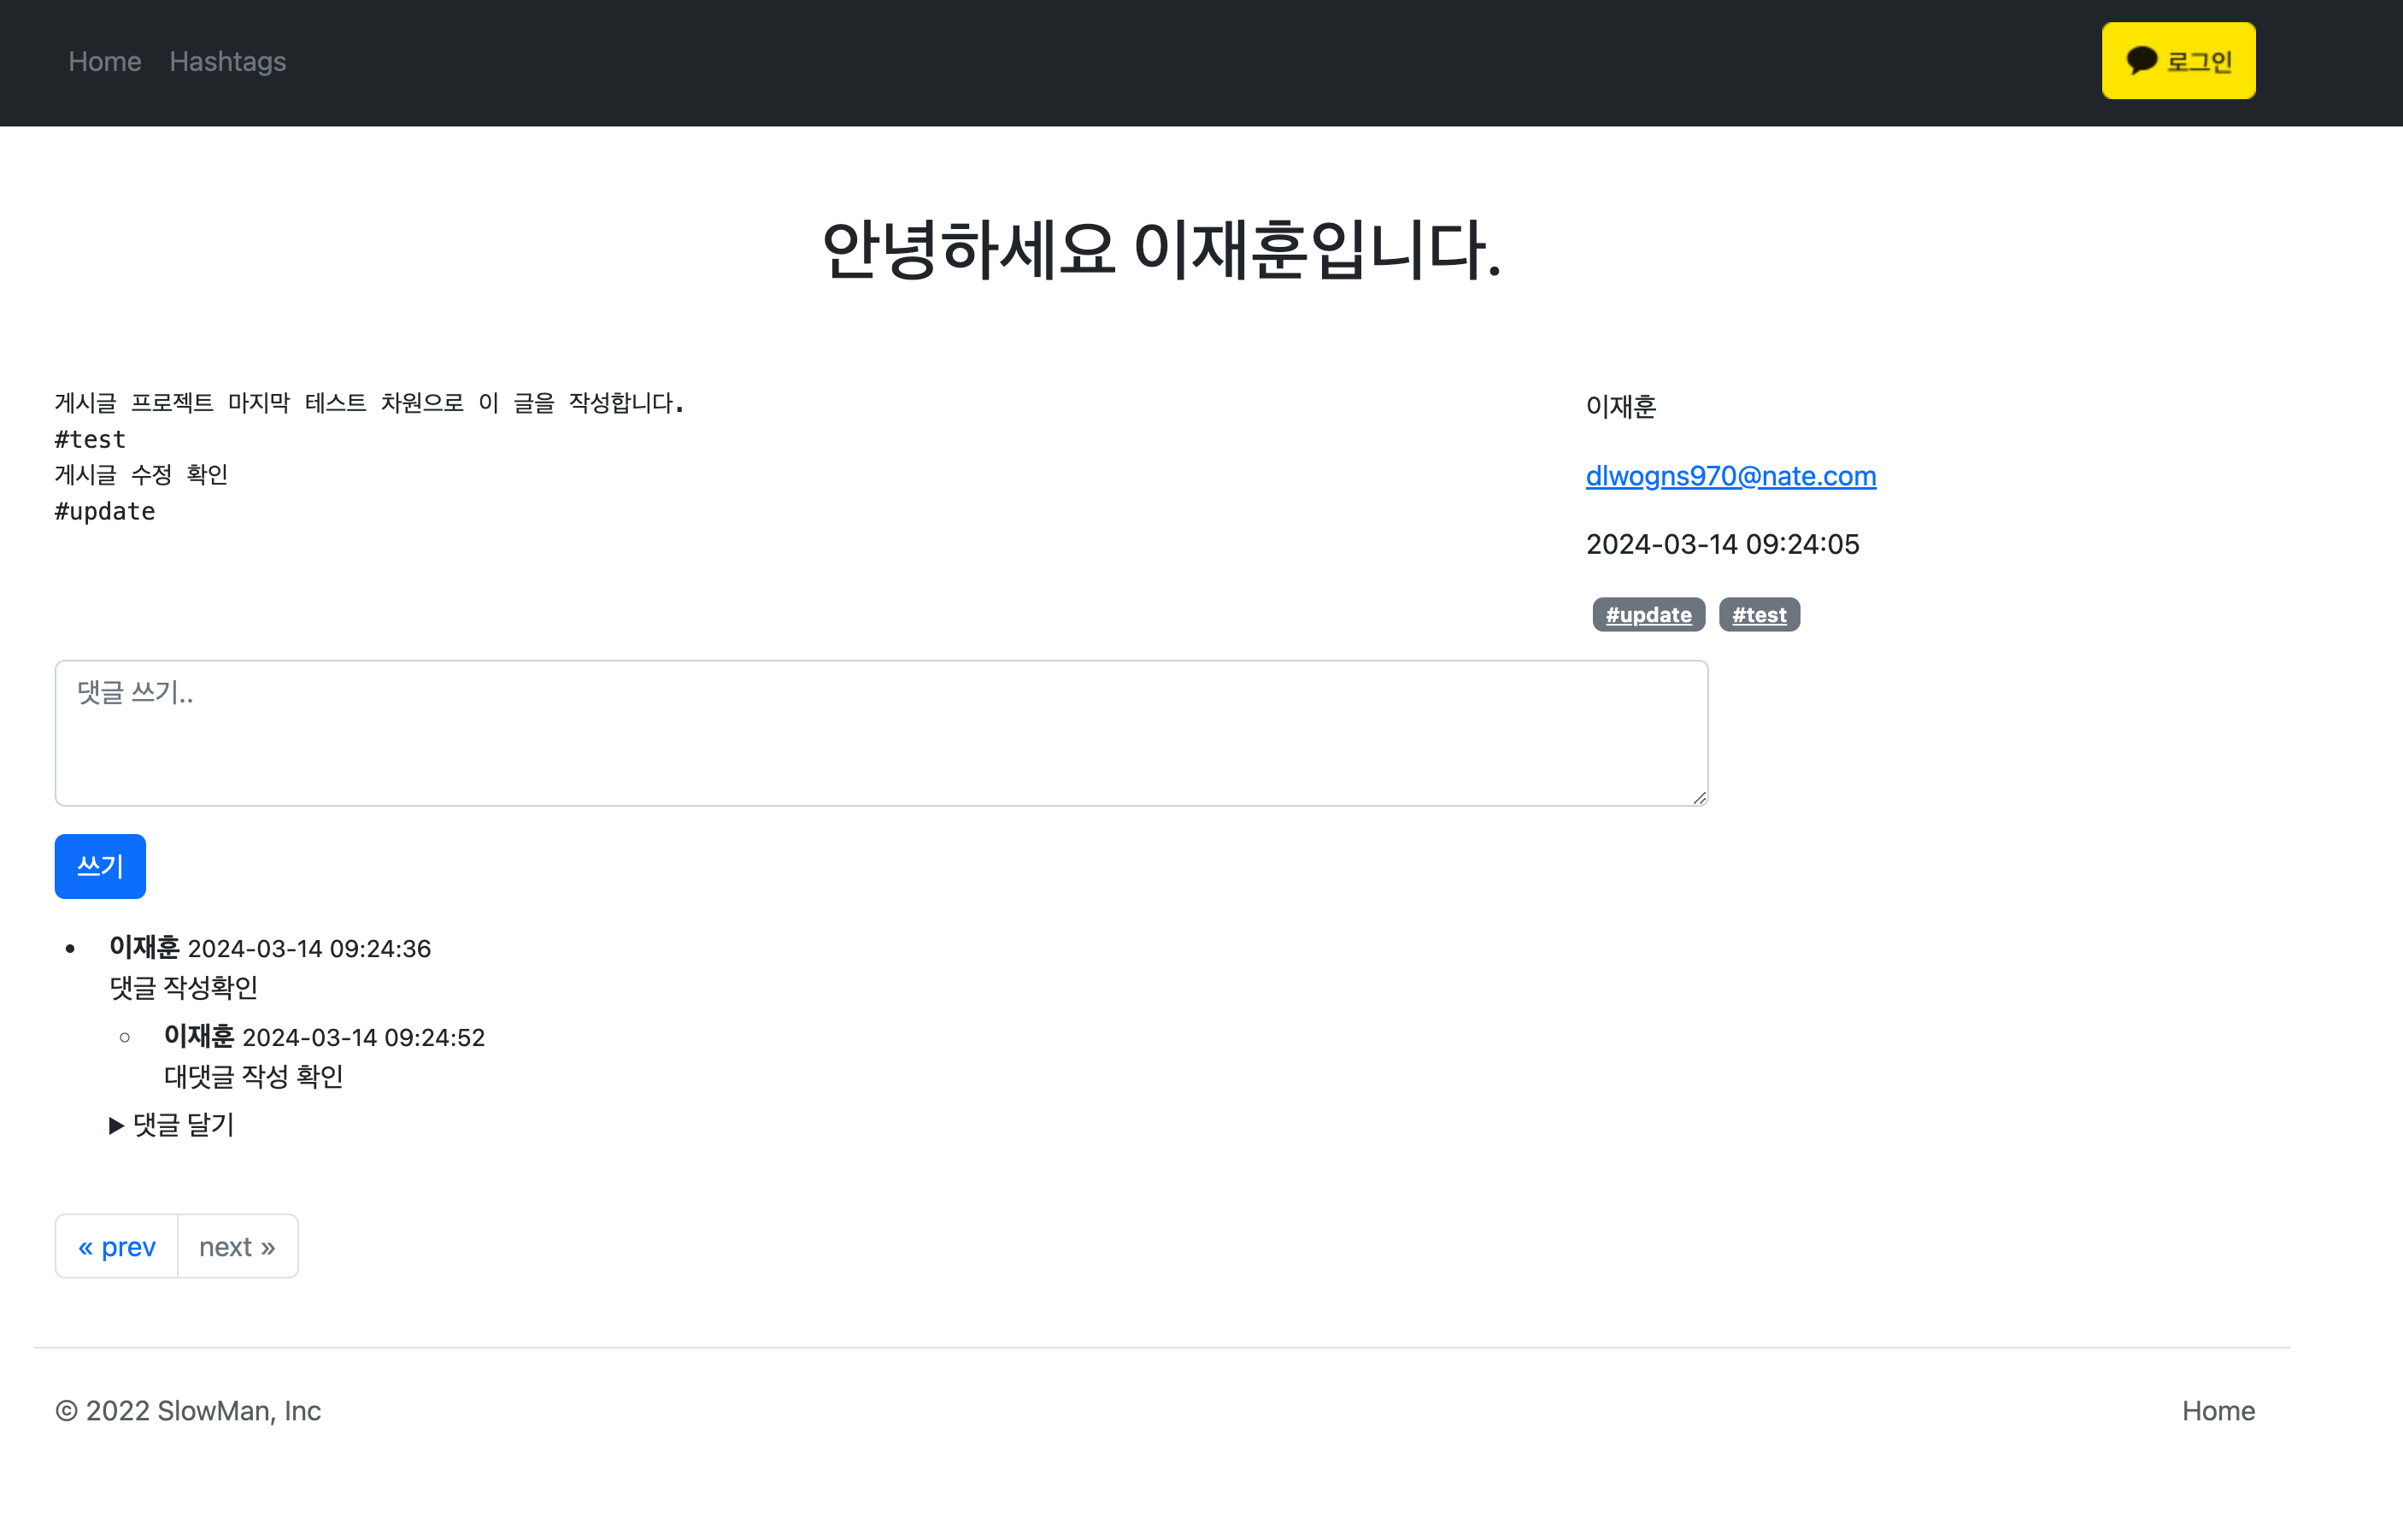 Home Hashtags 로그인
안녕하세요 이재훈입니다.
게시글 프로젝트 마지막 테스트 차원으로 이 글을 작성합니다.
#test
게시글 수정 확인
#update
이재훈
dlwogns970@nate.com
2024-03-14 09:24:05
#update #test
댓글 쓰기..
쓰기
• 이재훈 2024-03-14 09:24:36
댓글 작성확인
◦ 이재훈 2024-03-14 09:24:52
대댓글 작성 확인
▶ 댓글 달기
« prev next »
© 2022 SlowMan, Inc Home